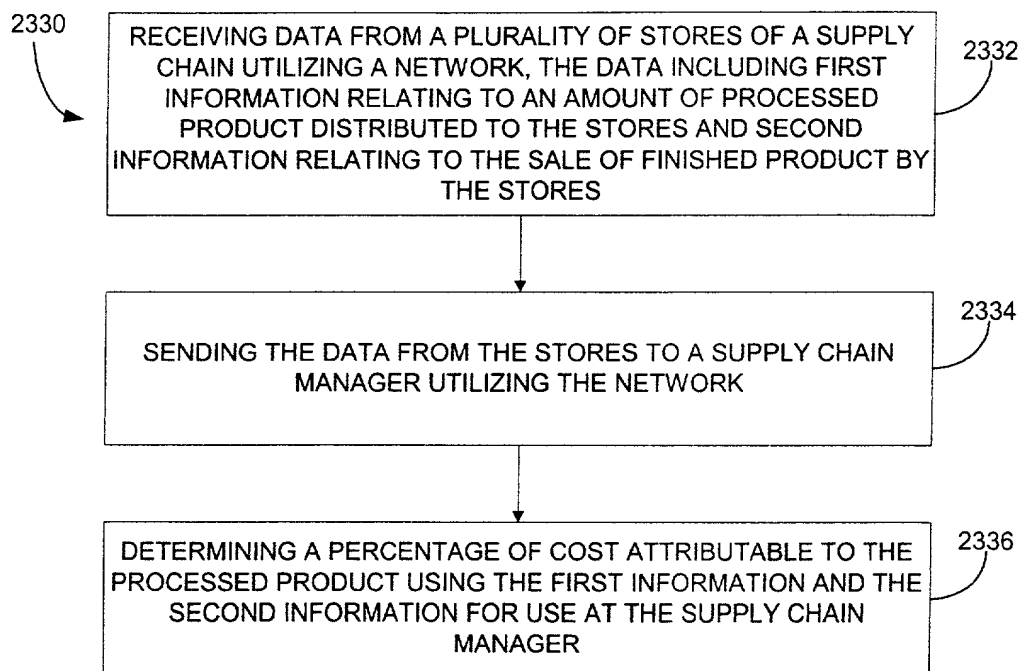 2330
RECEIVING DATA FROM A PLURALITY OF STORES OF A SUPPLY
CHAIN UTILIZING A NETWORK, THE DATA INCLUDING FIRST
INFORMATION RELATING TO AN AMOUNT OF PROCESSED
PRODUCT DISTRIBUTED TO THE STORES AND SECOND
INFORMATION RELATING TO THE SALE OF FINISHED PRODUCT BY
THE STORES
2332
SENDING THE DATA FROM THE STORES TO A SUPPLY CHAIN
MANAGER UTILIZING THE NETWORK
2334
DETERMINING A PERCENTAGE OF COST ATTRIBUTABLE TO THE
PROCESSED PRODUCT USING THE FIRST INFORMATION AND THE
SECOND INFORMATION FOR USE AT THE SUPPLY CHAIN
MANAGER
2336